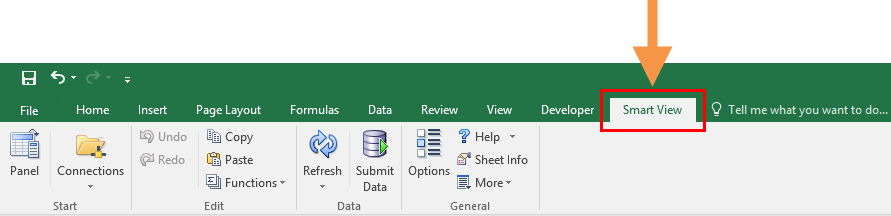 File Home Insert Page Layout Formulas Data Review View Developer Smart View Tell me what you want to do...
Undo Copy Help
Redo Paste Sheet Info
Panel Connections Functions Refresh Submit Data Options More
Start Edit Data General